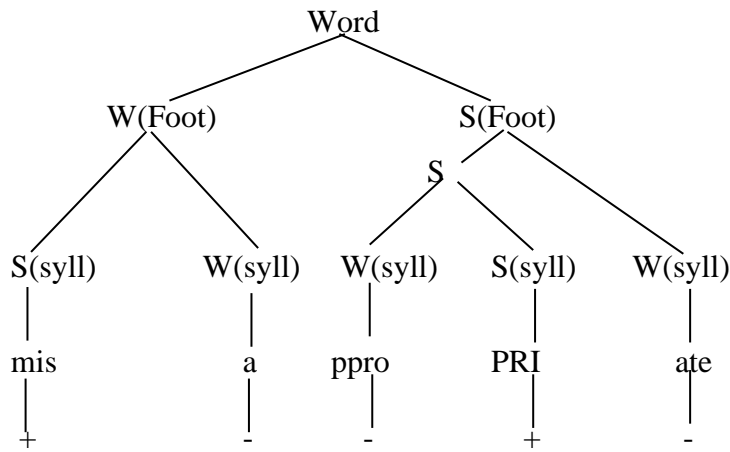 Word
W(Foot) S(Foot)
S
S(syll) W(syll) W(syll) S(syll) W(syll)
mis a ppro PRI ate
+ - - + -